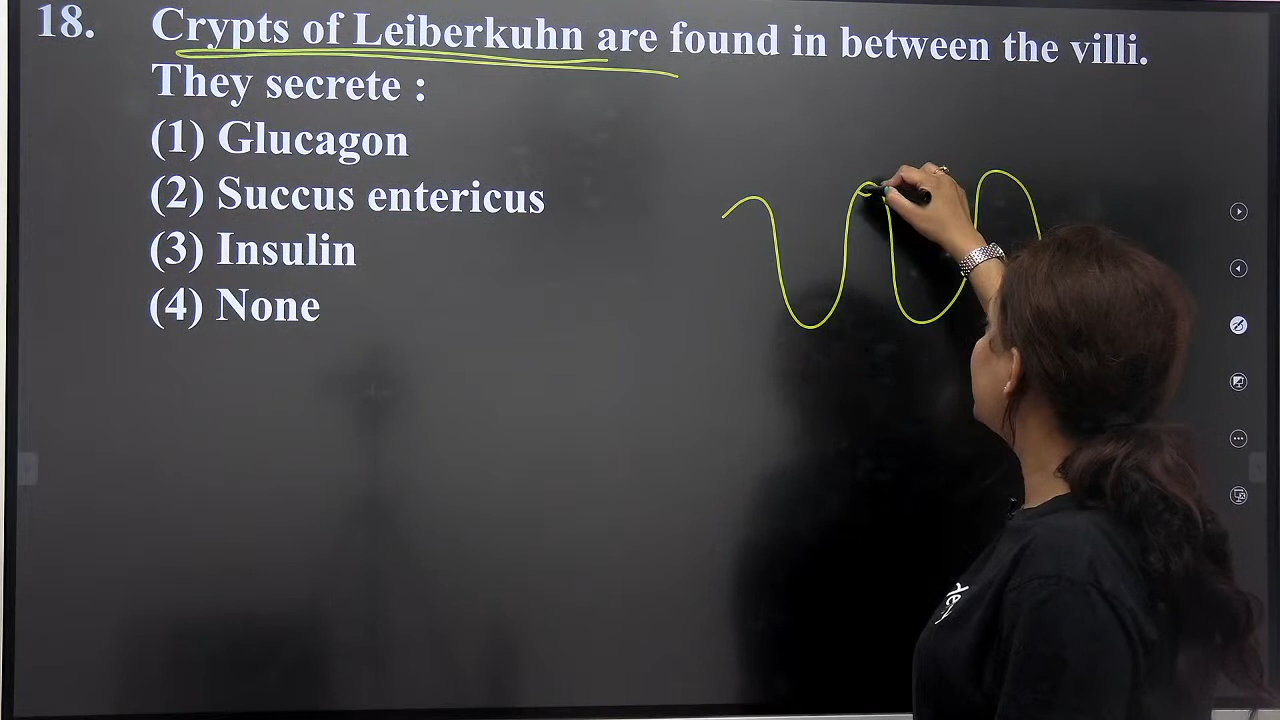 18. Crypts of Leiberkuhn are found in between the villi.
They secrete :
(1) Glucagon
(2) Succus entericus
(3) Insulin
(4) None